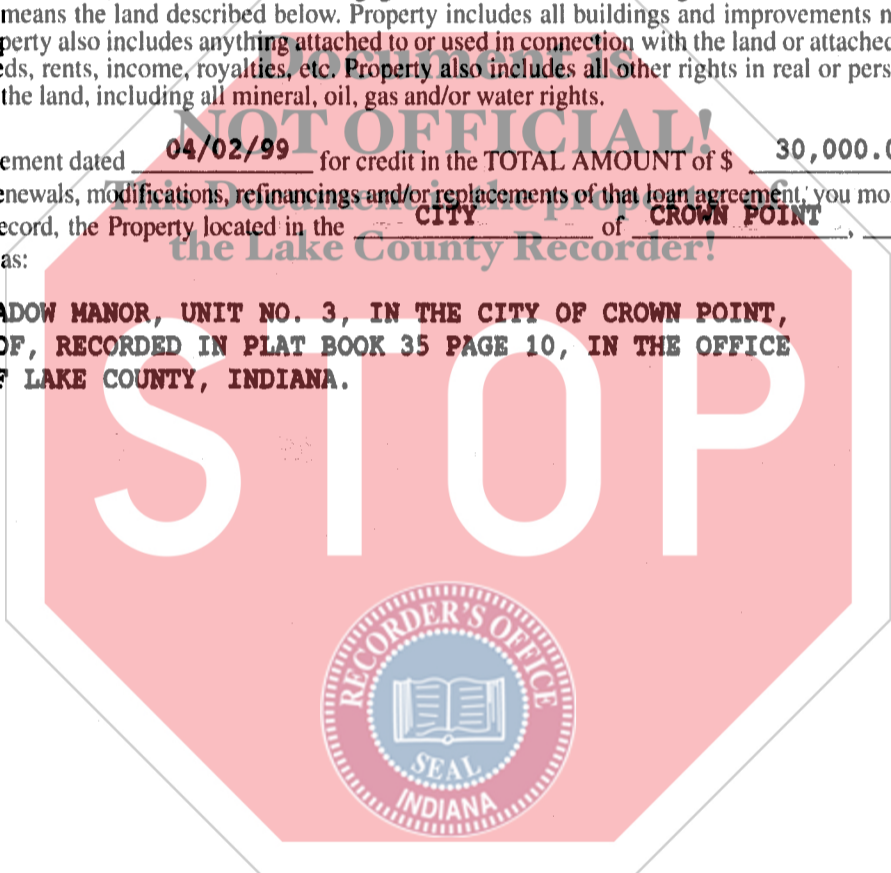 means the land described below. Property includes all buildings and improvements
perty also includes anything attached to or used in connection with the land or attached
ds, rents, income, royalties, etc. Property also includes all other rights in real or pers
the land, including all mineral, oil, gas and/or water rights.
Document is
NOT OFFICIAL!
This Document is the property of
the Lake County Recorder!
ement dated 04/02/99 for credit in the TOTAL AMOUNT of $ 30,000.0
enewals, modifications, refinancings and/or replacements of that loan agreement, you mo
ecord, the Property located in the CITY of CROWN POINT,
as:
ADOW MANOR, UNIT NO. 3, IN THE CITY OF CROWN POINT,
OF, RECORDED IN PLAT BOOK 35 PAGE 10, IN THE OFFICE
F LAKE COUNTY, INDIANA.
STOP
RECORDER'S OFFICE
SEAL
INDIANA